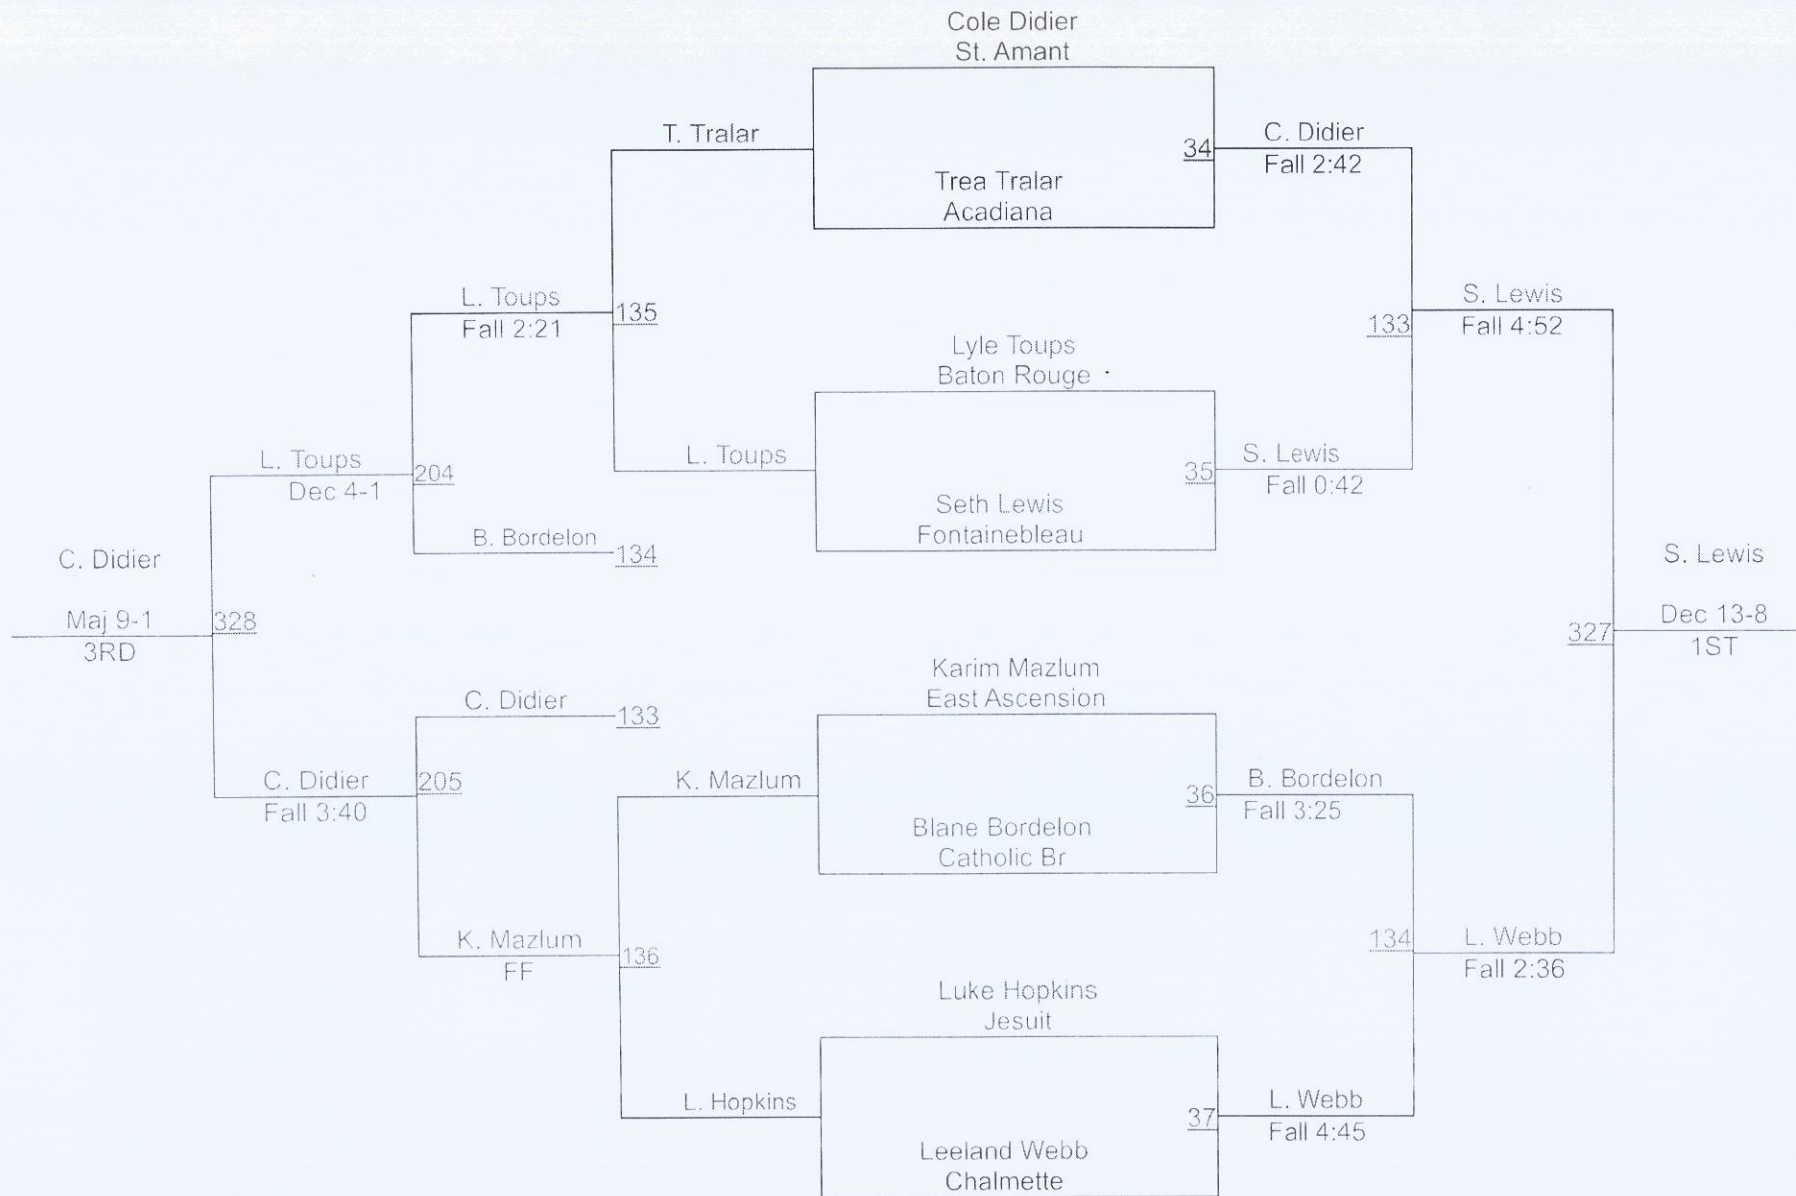 Cole Didier
St. Amant
T. Tralar
34
C. Didier
Fall 2:42
Trea Tralar
Acadiana
L. Toups
Fall 2:21
135
S. Lewis
Fall 4:52
133
Lyle Toups
Baton Rouge
L. Toups
Dec 4-1
204
L. Toups
35
S. Lewis
Fall 0:42
Seth Lewis
Fontainebleau
B. Bordelon
134
C. Didier
Maj 9-1
3RD
328
S. Lewis
Dec 13-8
1ST
327
Karim Mazlum
East Ascension
C. Didier
133
C. Didier
Fall 3:40
205
K. Mazlum
36
B. Bordelon
Fall 3:25
Blane Bordelon
Catholic Br
K. Mazlum
FF
136
134
L. Webb
Fall 2:36
Luke Hopkins
Jesuit
L. Hopkins
37
L. Webb
Fall 4:45
Leeland Webb
Chalmette